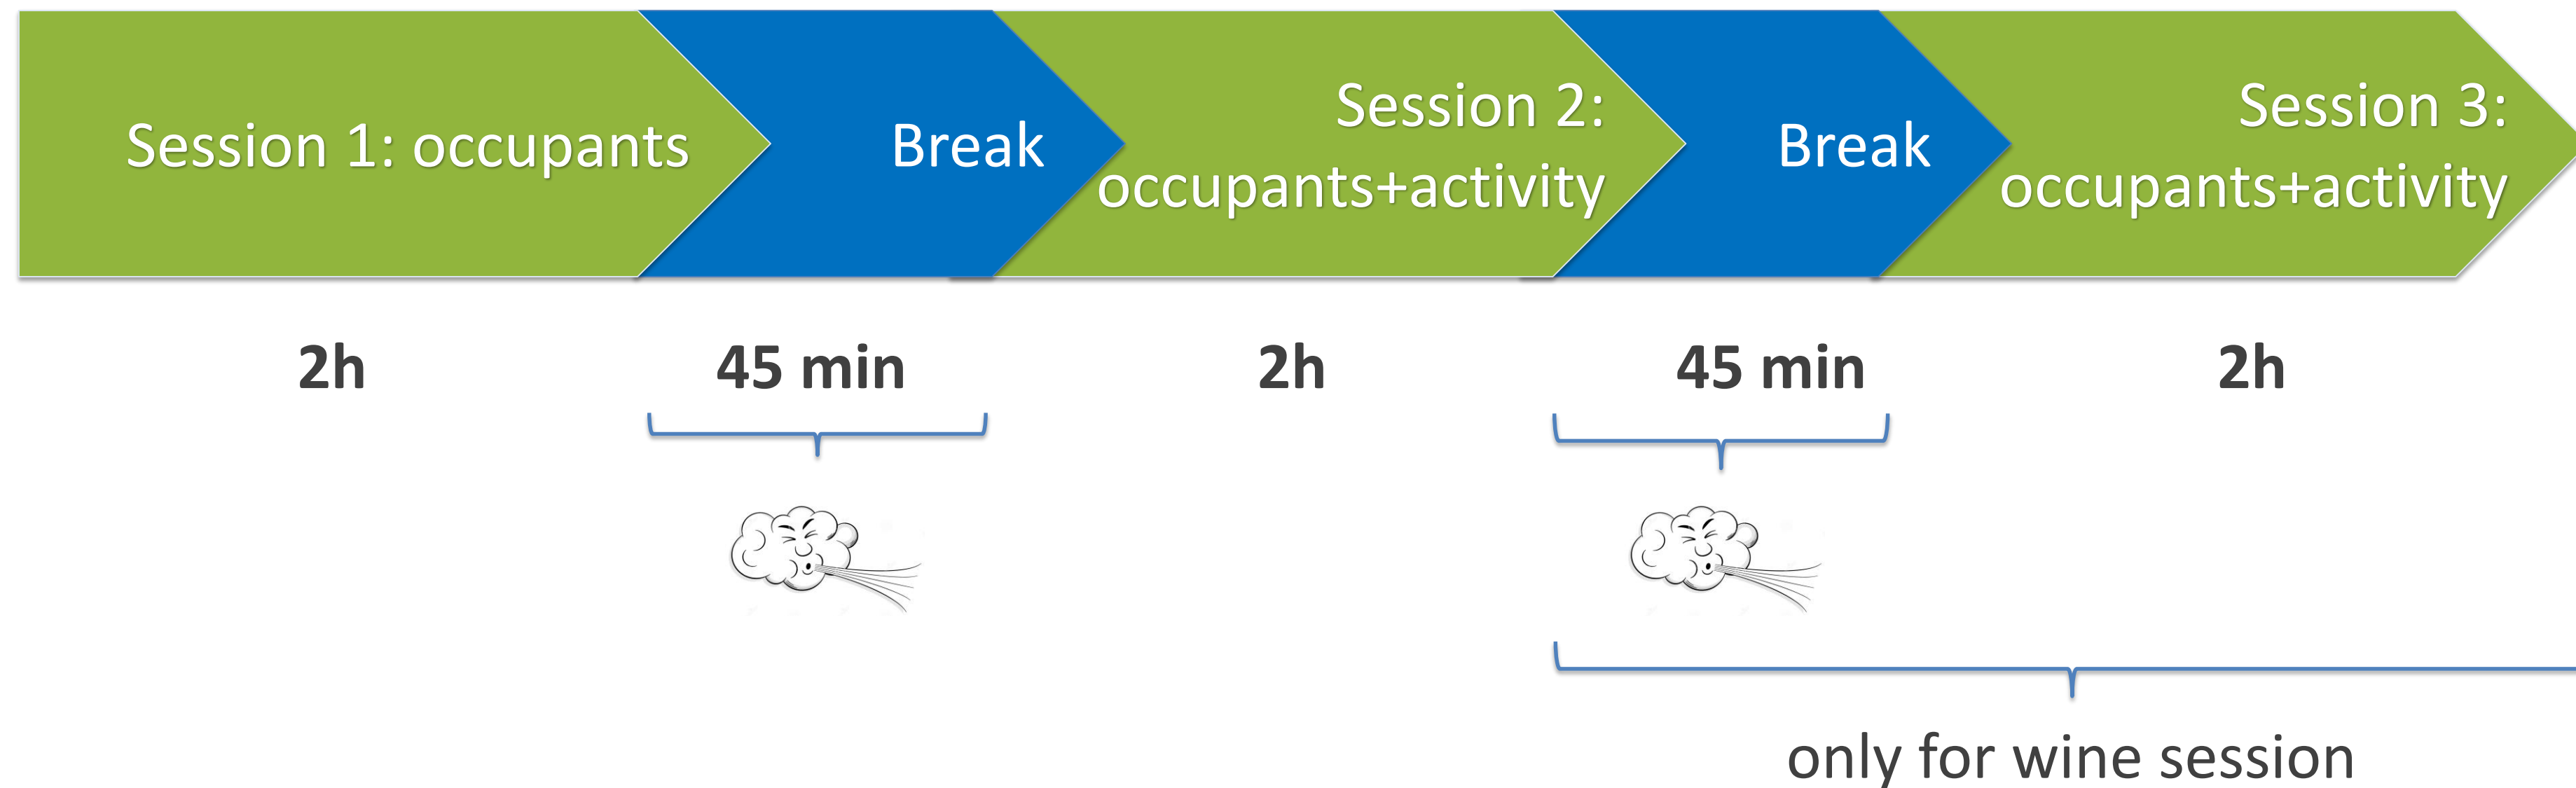 Session 1: occupants
Break
Session 2:
occupants+activity
Break
Session 3:
occupants+activity
2h
45 min
2h
45 min
2h
only for wine session